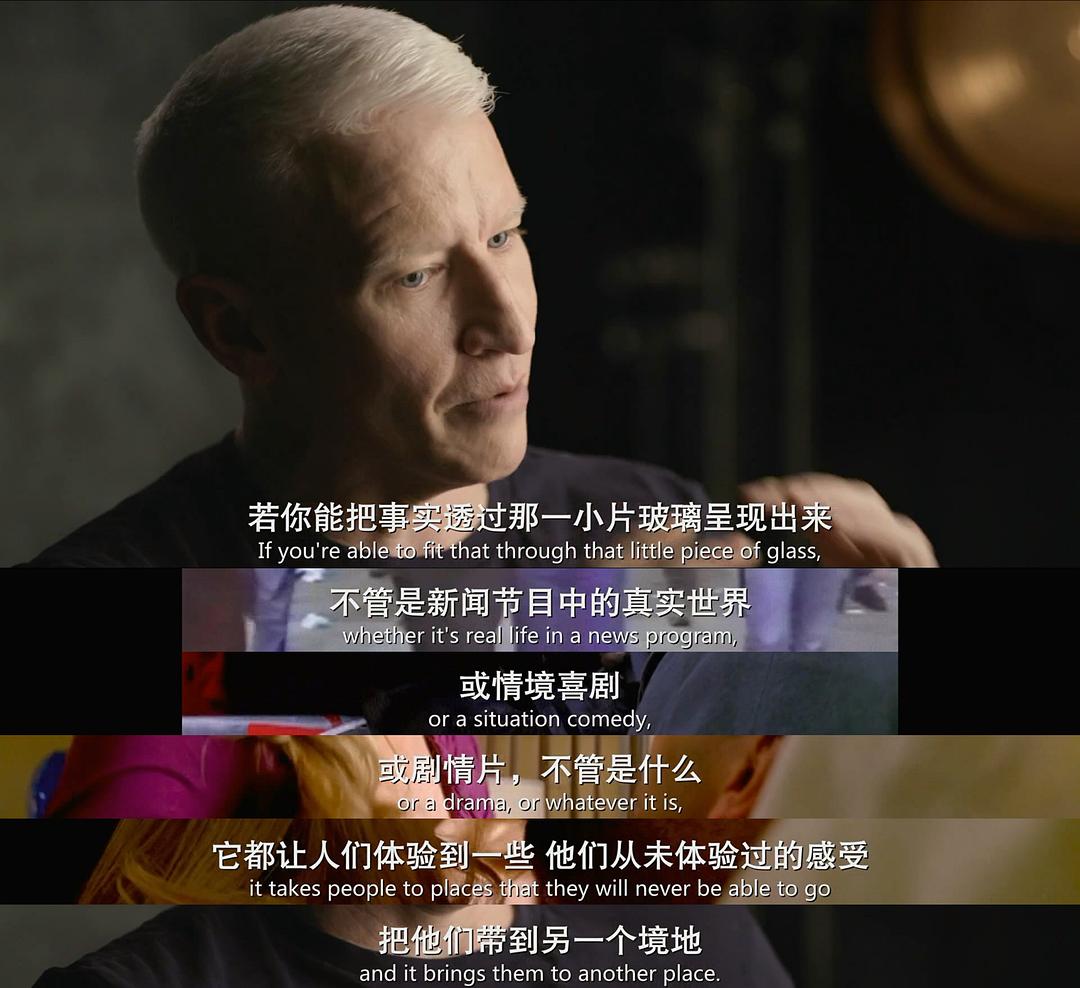 若你能把事实透过那一小片玻璃呈现出来
If you're able to fit that through that little piece of glass,
不管是新闻节目中的真实世界
whether it's real life in a news program,
或情境喜剧
or a situation comedy,
或剧情片，不管是什么
or a drama, or whatever it is,
它都让人们体验到一些 他们从未体验过的感受
it takes people to places that they will never be able to go
把他们带到另一个境地
and it brings them to another place.